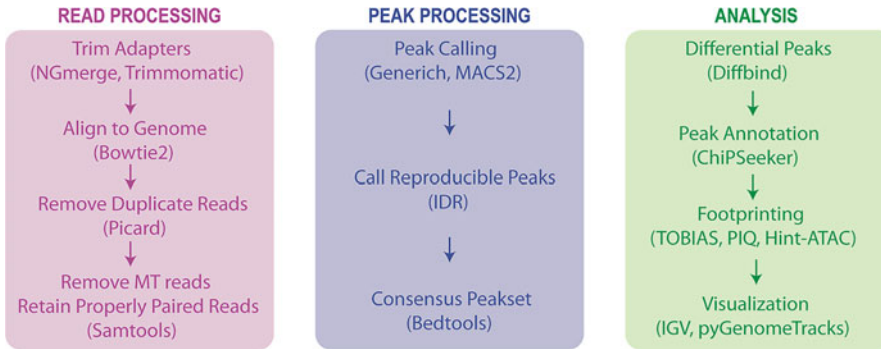 READ PROCESSING
Trim Adapters
(NGmerge, Trimmomatic)
Align to Genome
(Bowtie2)
Remove Duplicate Reads
(Picard)
Remove MT reads
Retain Properly Paired Reads
(Samtools)
PEAK PROCESSING
Peak Calling
(Generich, MACS2)
Call Reproducible Peaks
(IDR)
Consensus Peakset
(Bedtools)
ANALYSIS
Differential Peaks
(Diffbind)
Peak Annotation
(ChiPSeeker)
Footprinting
(TOBIAS, PIQ, Hint-ATAC)
Visualization
(IGV, pyGenomeTracks)